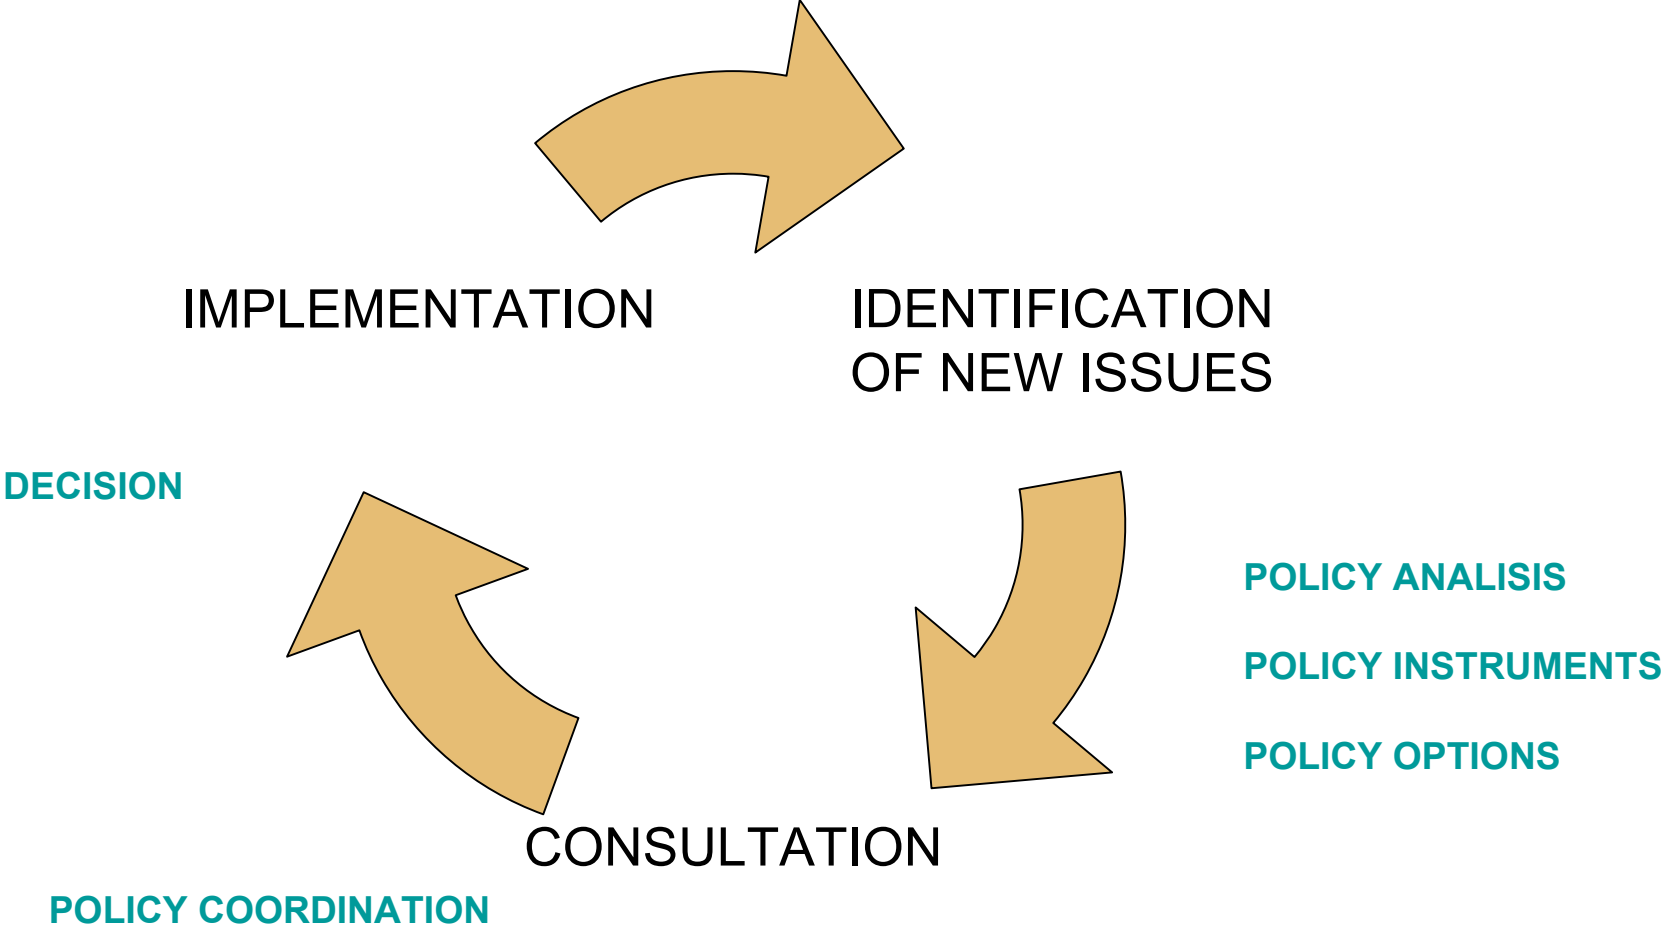 IMPLEMENTATION
IDENTIFICATION
OF NEW ISSUES
DECISION
POLICY ANALISIS
POLICY INSTRUMENTS
POLICY OPTIONS
CONSULTATION
POLICY COORDINATION